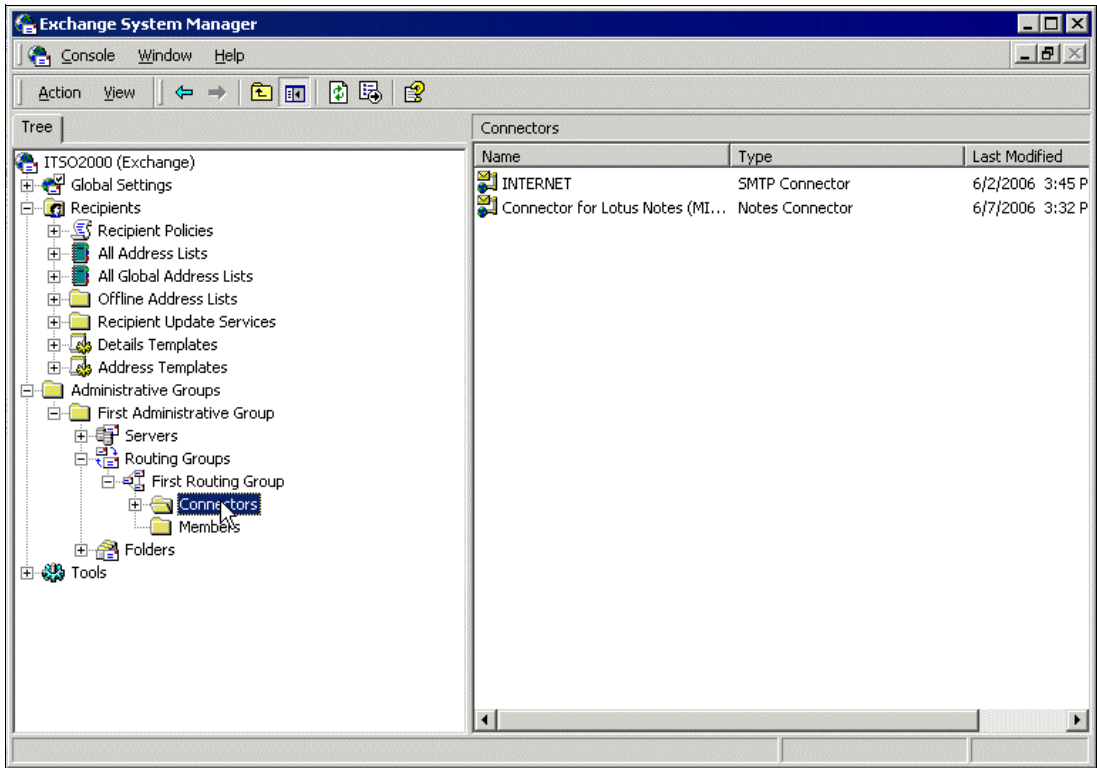 Exchange System Manager
Console Window Help
Action View
Tree
Connectors
ITSO2000 (Exchange)
Global Settings
Recipients
Recipient Policies
All Address Lists
All Global Address Lists
Offline Address Lists
Recipient Update Services
Details Templates
Address Templates
Administrative Groups
First Administrative Group
Servers
Routing Groups
First Routing Group
Connectors
Members
Folders
Tools
Name Type Last Modified
INTERNET SMTP Connector 6/2/2006 3:45 P
Connector for Lotus Notes (MI... Notes Connector 6/7/2006 3:32 P